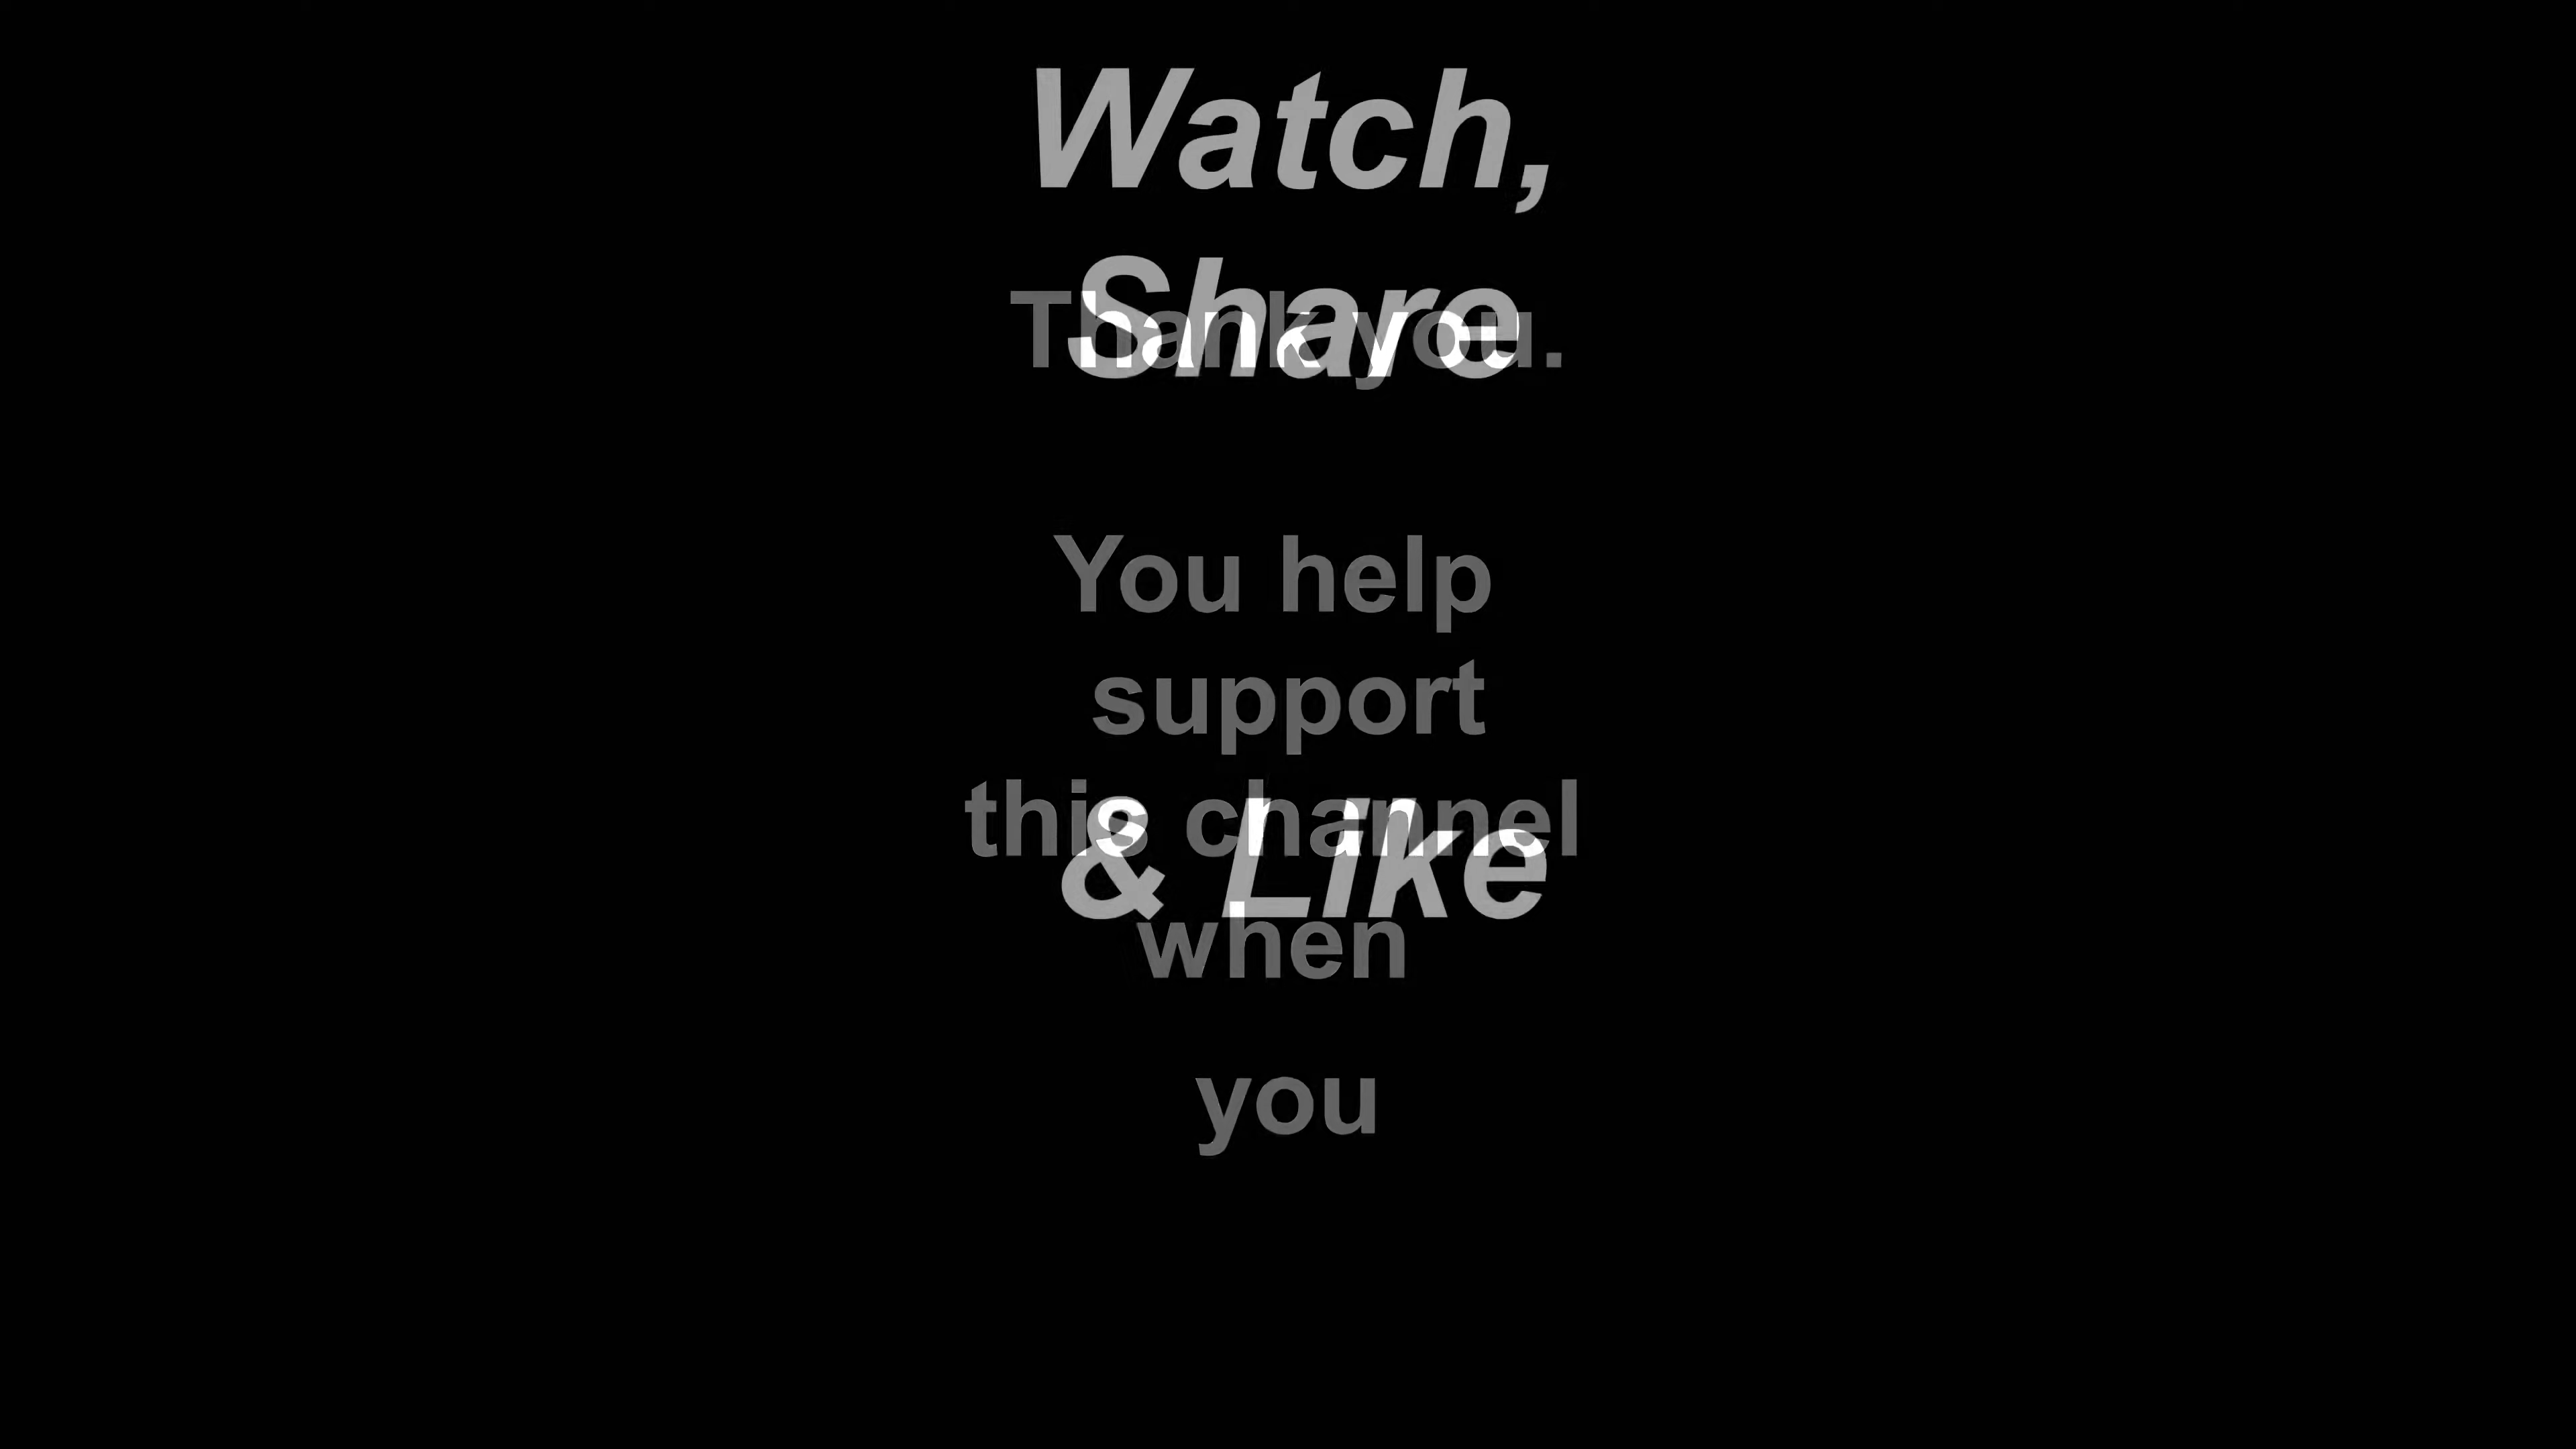 Watch,
Share
Thank you.
You help
support
this channel
& Like
when
you